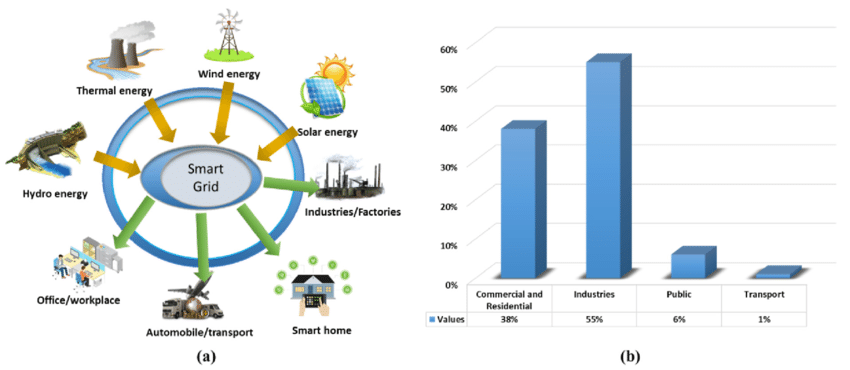 Wind energy
Thermal energy
Solar energy
Hydro energy
Smart
Grid
Industries/Factories
Office/workplace
Automobile/transport
Smart home
(a)
60%
50%
40%
30%
20%
10%
0%
Commercial and
Residential
Industries
Public
Transport
Values
38%
55%
6%
1%
(b)